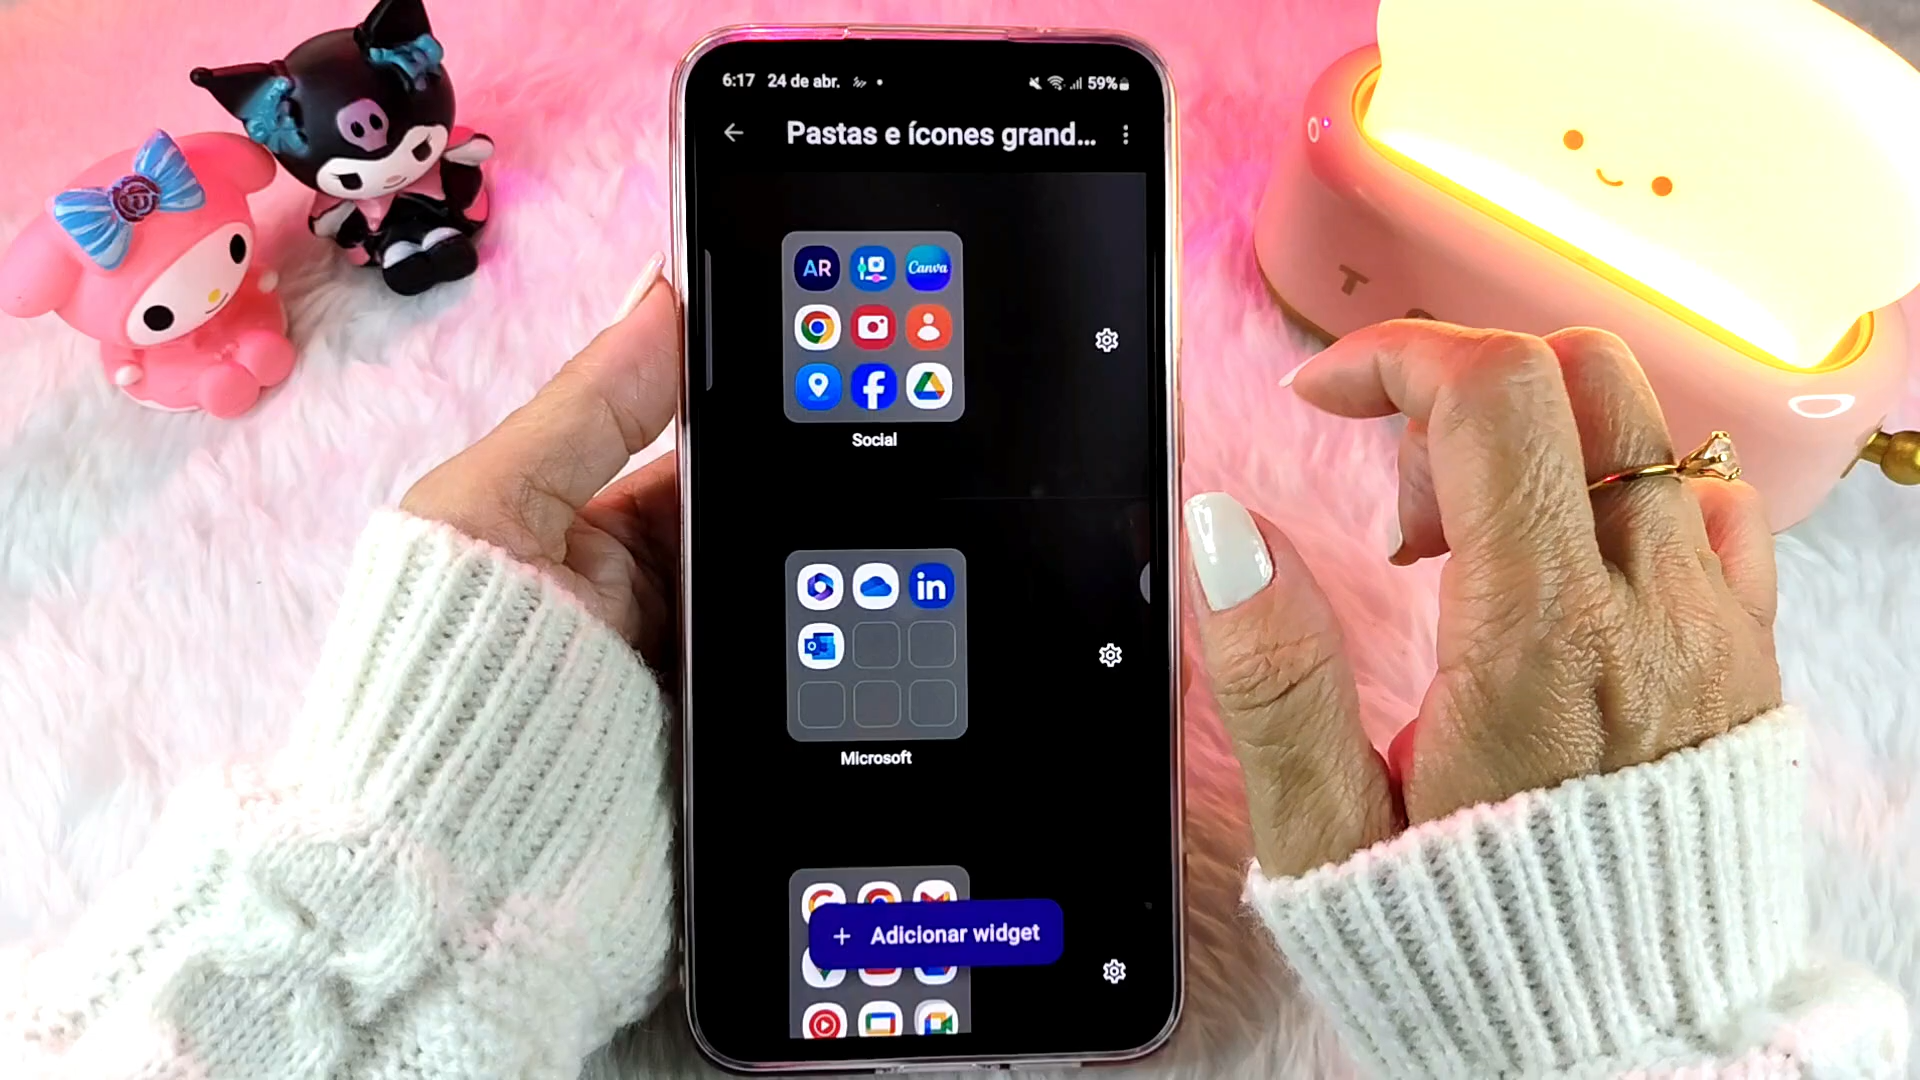 6:17 24 de abr. 59%
Pastas e ícones grand...
AR
Canva
Social
in
Microsoft
+ Adicionar widget
T